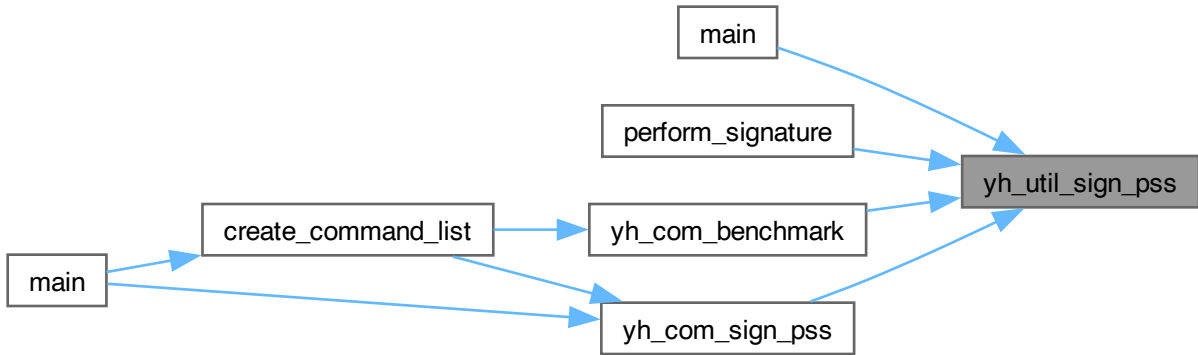 main
perform_signature
yh_util_sign_pss
create_command_list
yh_com_benchmark
main
yh_com_sign_pss